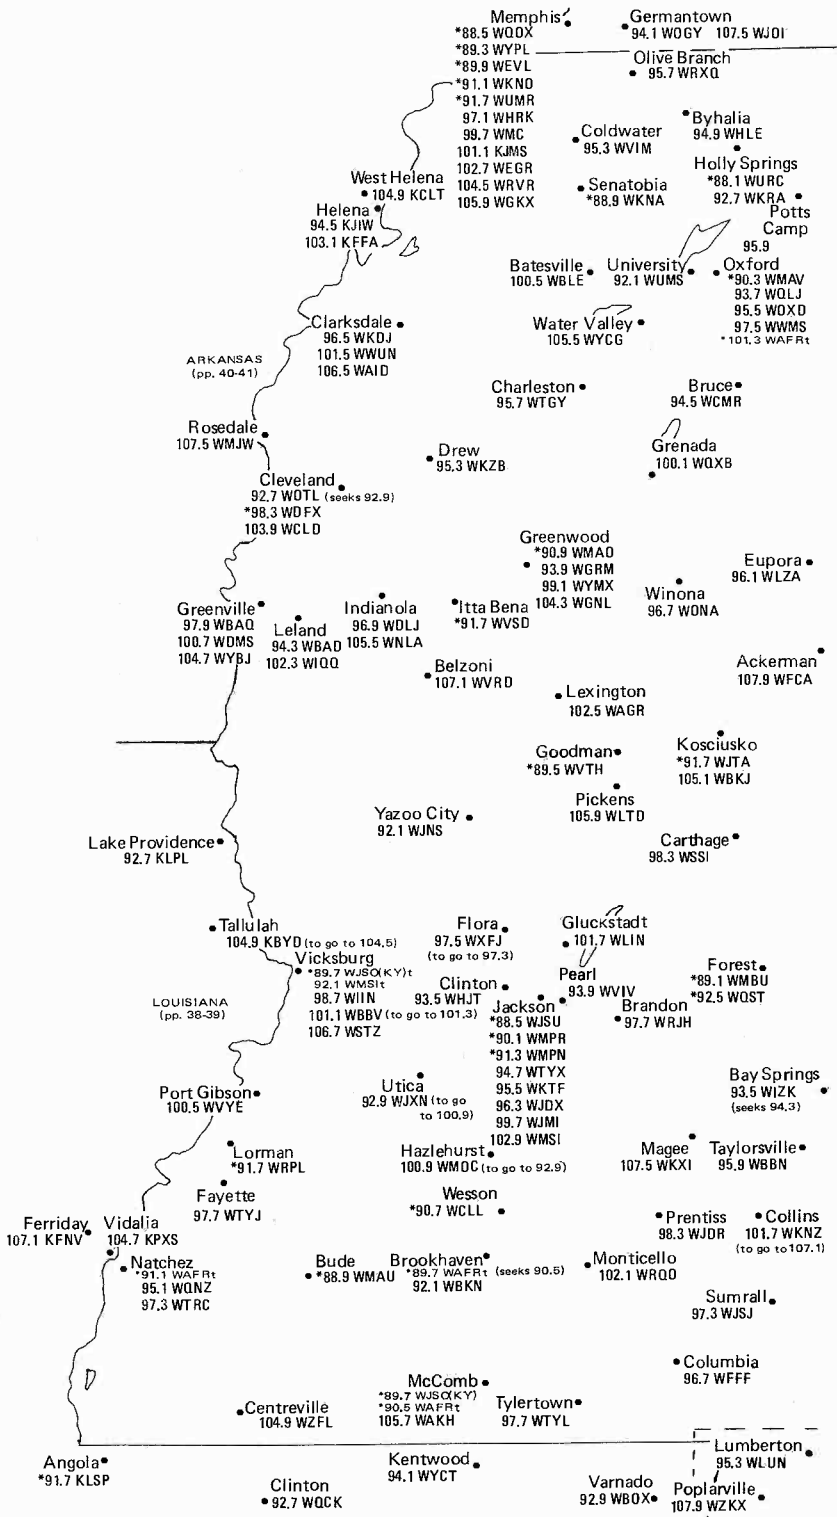 Memphis
*88.5 WQOX
*89.3 WYPL
*89.9 WEVL
*91.1 WKNO
*91.7 WUMR
97.1 WHRK
99.7 WMC
101.1 KJMS
102.7 WEGR
104.5 WRVR
105.9 WGKX
Germantown
94.1 WOGY 107.5 WJOI
Olive Branch
95.7 WRXQ
Byhalia
94.9 WHLE
Coldwater
95.3 WVIM
Holly Springs
*88.1 WURC
92.7 WKRA
Potts
Camp
95.9
Senatobia
*88.9 WKNA
West Helena
104.9 KCLT
Helena
94.5 KJIW
103.1 KFFA
Batesville
100.5 WBLE
University
92.1 WUMS
Oxford
*90.3 WMAV
93.7 WQLJ
95.5 WOXD
97.5 WWMS
*101.3 WAFRt
Clarksdale
96.5 WKDJ
101.5 WWUN
106.5 WAID
Water Valley
105.5 WYCG
ARKANSAS
(pp. 40-41)
Charleston
95.7 WTGY
Bruce
94.5 WCMR
Rosedale
107.5 WMJW
Drew
95.3 WKZB
Grenada
100.1 WQXB
Cleveland
92.7 WOTL (seeks 92.9)
*98.3 WDFX
103.9 WCLD
Greenwood
*90.9 WMAO
93.9 WGRM
99.1 WYMX
104.3 WGNL
Eupora
96.1 WLZA
Winona
96.7 WONA
Greenville
97.9 WBAQ
100.7 WDMS
104.7 WYBJ
Leland
94.3 WBAD
102.3 WIQQ
Indianola
96.9 WDLJ
105.5 WNLA
Itta Bena
*91.7 WVSD
Belzoni
107.1 WVRD
Ackerman
107.9 WFCA
Lexington
102.5 WAGR
Goodman
*89.5 WVTH
Kosciusko
*91.7 WJTA
105.1 WBKJ
Pickens
105.9 WLTD
Yazoo City
92.1 WJNS
Lake Providence
92.7 KLPL
Carthage
98.3 WSSI
Tallulah
104.9 KBYD (to go to 104.5)
Flora
97.5 WXFJ
(to go to 97.3)
Gluckstadt
101.7 WLIN
Vicksburg
*89.7 WJSO(KY)t
92.1 WMSIt
98.7 WIIN
101.1 WBBV (to go to 101.3)
106.7 WSTZ
Clinton
93.5 WHJT
Pearl
93.9 WVIV
Forest
*89.1 WMBU
*92.5 WQST
LOUISIANA
(pp. 38-39)
Jackson
*88.5 WJSU
*90.1 WMPR
*91.3 WMPN
94.7 WTYX
95.5 WKTF
96.3 WJDX
99.7 WJMI
102.9 WMSI
Brandon
97.7 WRJH
Utica
92.9 WJXN (to go
to 100.9)
Bay Springs
93.5 WIZK
(seeks 94.3)
Port Gibson
100.5 WVYE
Lorman
*91.7 WRPL
Hazlehurst
100.9 WMOC (to go to 92.9)
Magee
107.5 WKXI
Taylorsville
95.9 WBBN
Fayette
97.7 WTYJ
Wesson
*90.7 WCLL
Ferriday
107.1 KFNV
Vidalia
104.7 KPXS
Prentiss
98.3 WJDR
Collins
101.7 WKNZ
(to go to107.1)
Natchez
*91.1 WAFRt
95.1 WQNZ
97.3 WTRC
Bude
*88.9 WMAU
Brookhaven
*89.7 WAFRt (seeks 90.5)
92.1 WBKN
Monticello
102.1 WRQO
Sumrall
97.3 WJSJ
Columbia
96.7 WFFF
McComb
*89.7 WJSO(KY)
*90.5 WAFRt
105.7 WAKH
Centreville
104.9 WZFL
Tylertown
97.7 WTYL
Lumberton
95.3 WLUN
Angola
*91.7 KLSP
Kentwood
94.1 WYCT
Clinton
92.7 WQCK
Varnado
92.9 WBOX
Poplarville
107.9 WZKX